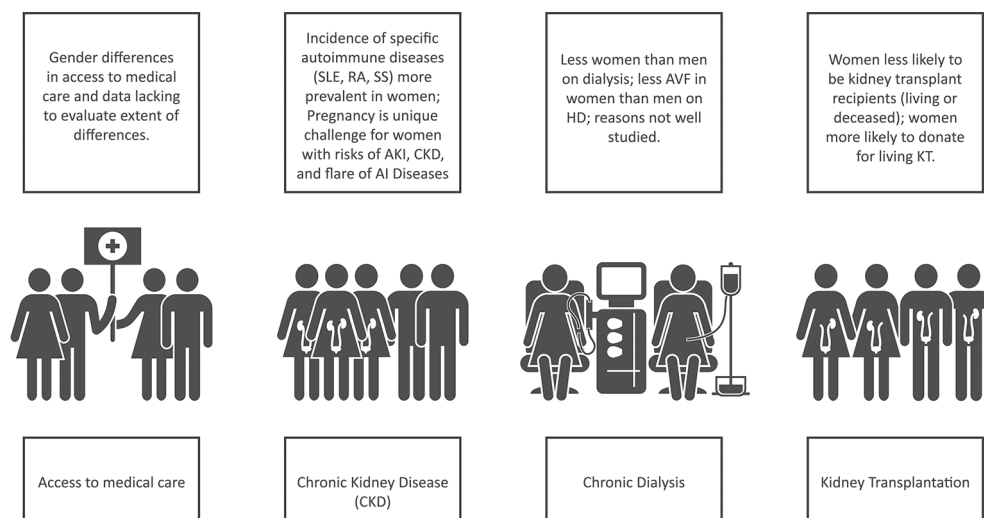 Gender differences
in access to medical
care and data lacking
to evaluate extent of
differences.
Incidence of specific
autoimmune diseases
(SLE, RA, SS) more
prevalent in women;
Pregnancy is unique
challenge for women
with risks of AKI, CKD,
and flare of AI Diseases
Less women than men
on dialysis; less AVF in
women than men on
HD; reasons not well
studied.
Women less likely to
be kidney transplant
recipients (living or
deceased); women
more likely to donate
for living KT.
Access to medical care
Chronic Kidney Disease
(CKD)
Chronic Dialysis
Kidney Transplantation